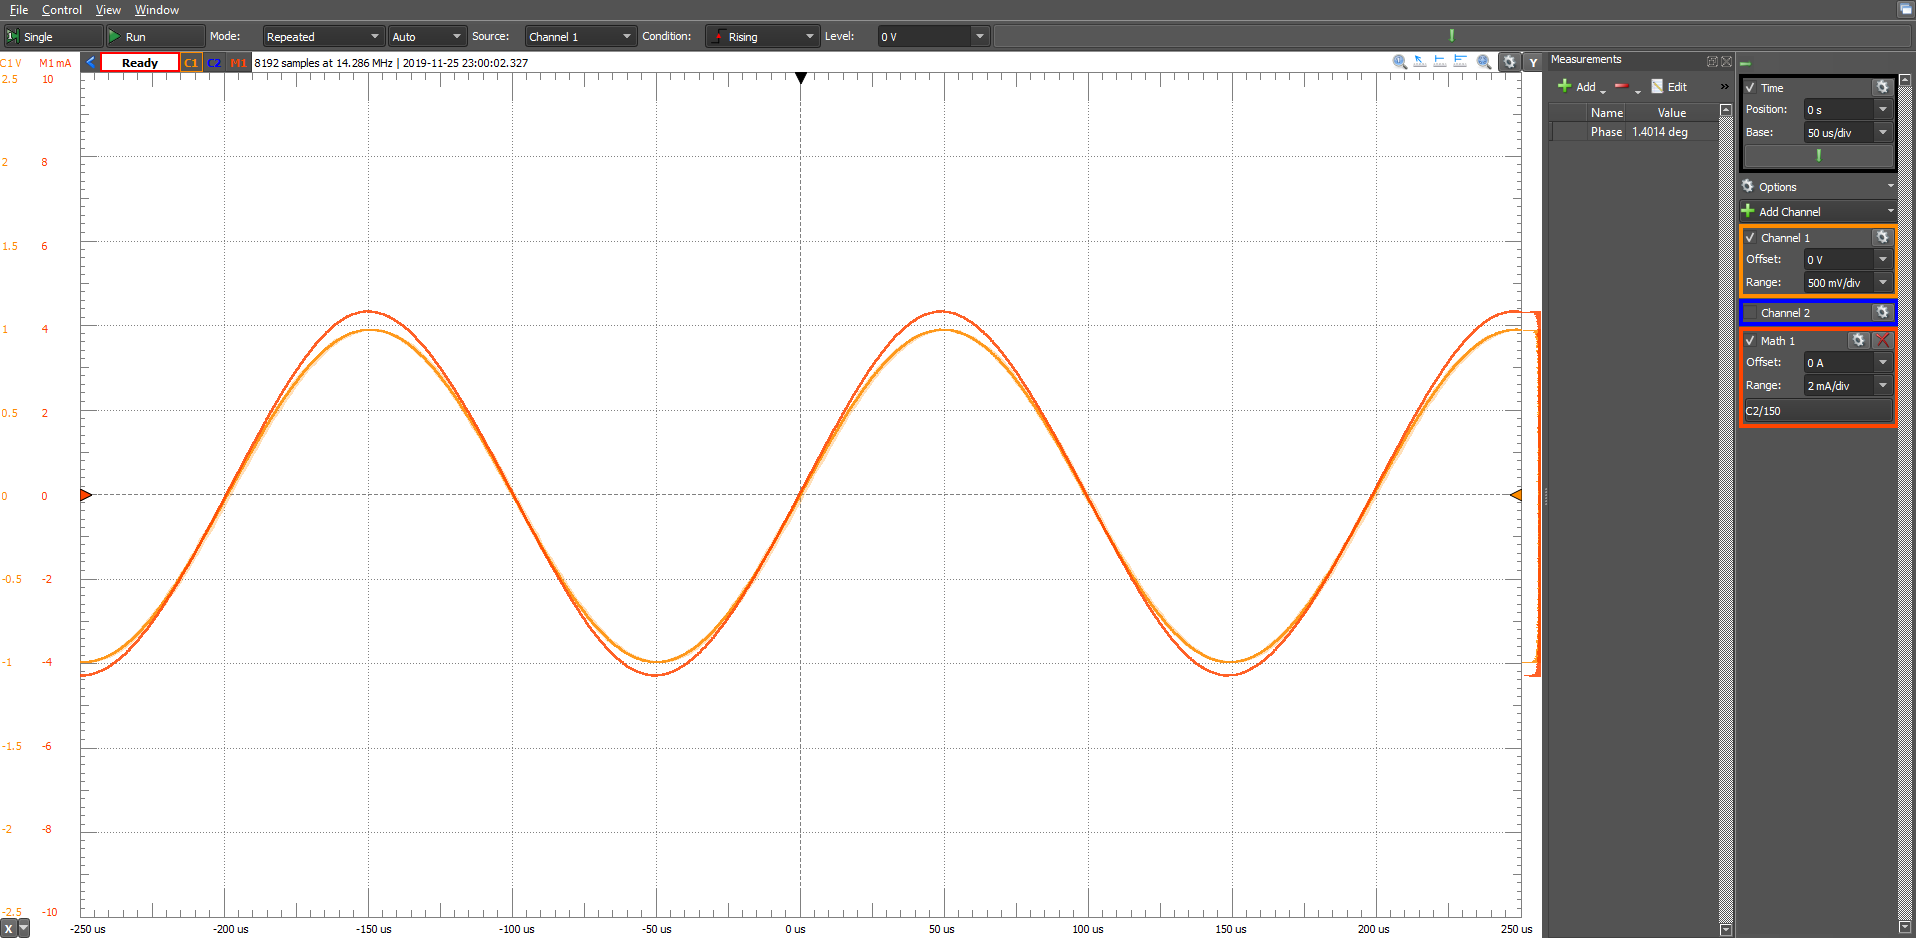 File Control View Window
Single Run Mode: Repeated Auto Source: Channel 1 Condition: Rising Level: 0 V
C1 V M1 mA Ready C1 C2 M1 8192 samples at 14.286 MHz | 2019-11-25 23:00:02.327 Y
2.5 10
2 8
1.5 6
1 4
0.5 2
0 0
-0.5 -2
-1 -4
-1.5 -6
-2 -8
-2.5 -10
X -250 us -200 us -150 us -100 us -50 us 0 us 50 us 100 us 150 us 200 us 250 us
Measurements
Add Edit »
Name Value
Phase 1.4014 deg
Time
Position: 0 s
Base: 50 us/div
Options
Add Channel
Channel 1
Offset: 0 V
Range: 500 mV/div
Channel 2
Math 1
Offset: 0 A
Range: 2 mA/div
C2/150